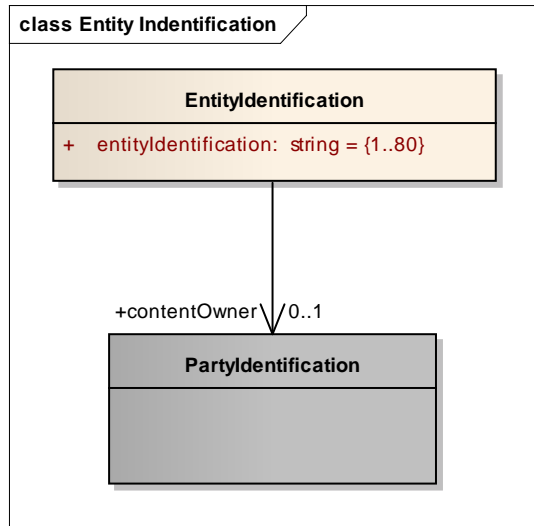 class Entity Indentification
EntityIdentification
+ entityIdentification: string = {1..80}
+contentOwner 0..1
PartyIdentification